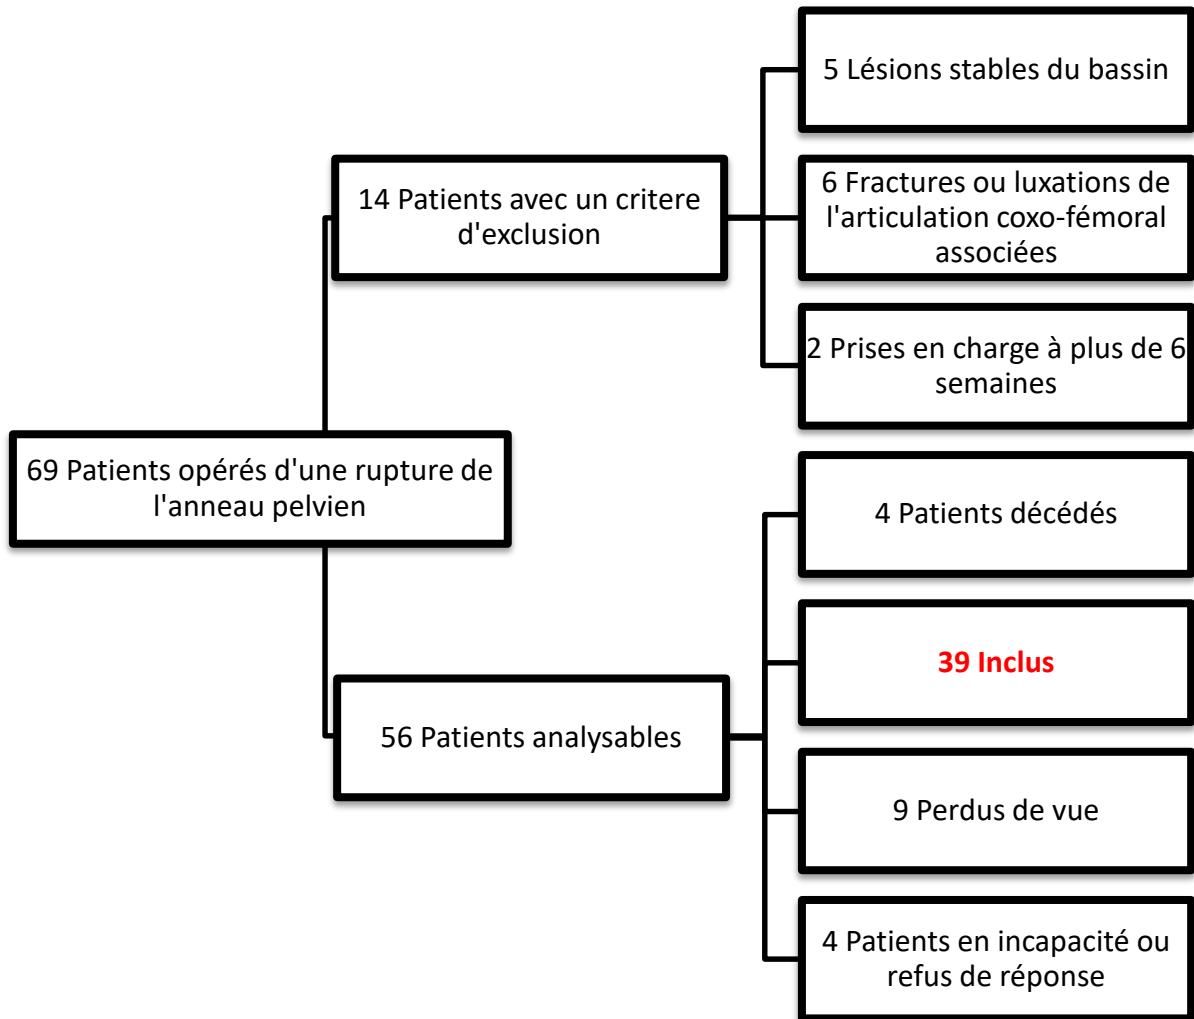 69 Patients opérés d'une rupture de
l'anneau pelvien
14 Patients avec un critere
d'exclusion
5 Lésions stables du bassin
6 Fractures ou luxations de
l'articulation coxo-fémoral
associées
2 Prises en charge à plus de 6
semaines
56 Patients analysables
4 Patients décédés
39 Inclus
9 Perdus de vue
4 Patients en incapacité ou
refus de réponse